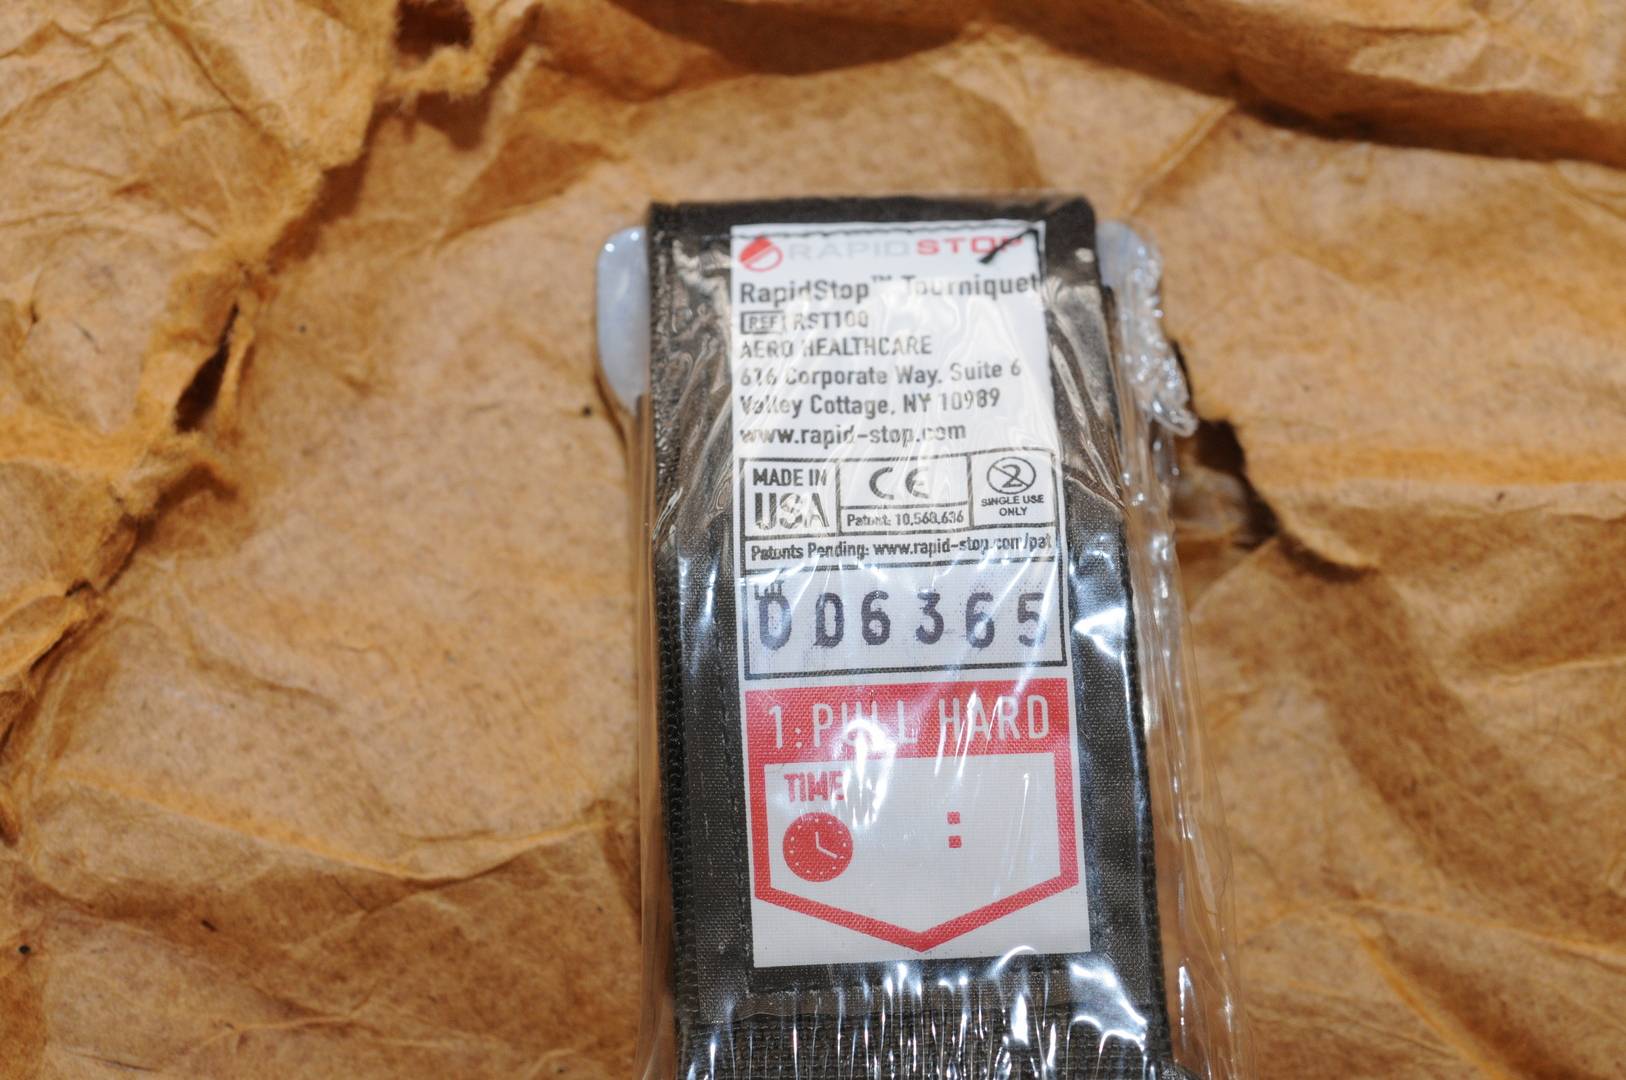 RAPIDSTOP
RapidStop™ Tourniquet
REF RST100
AERO HEALTHCARE
616 Corporate Way. Suite 6
Valley Cottage, NY 10989
www.rapid-stop.com
MADE IN
USA
CE
Patent: 10,568,636
2
SINGLE USE
ONLY
Patents Pending: www.rapid-stop.com/pat
LOT
006365
1. PULL HARD
TIME
: